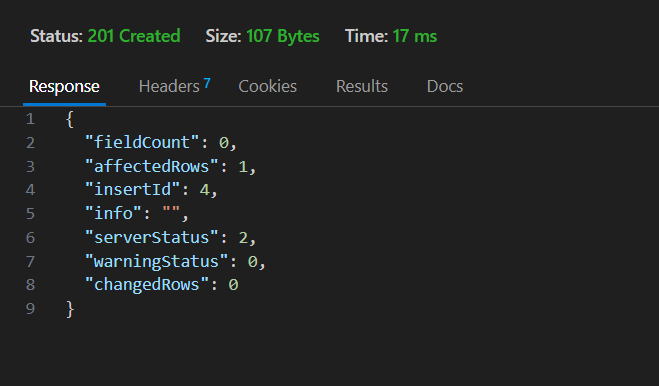 Status: 201 Created Size: 107 Bytes Time: 17 ms
Response Headers 7 Cookies Results Docs
1 {
2 "fieldCount": 0,
3 "affectedRows": 1,
4 "insertId": 4,
5 "info": "",
6 "serverStatus": 2,
7 "warningStatus": 0,
8 "changedRows": 0
9 }